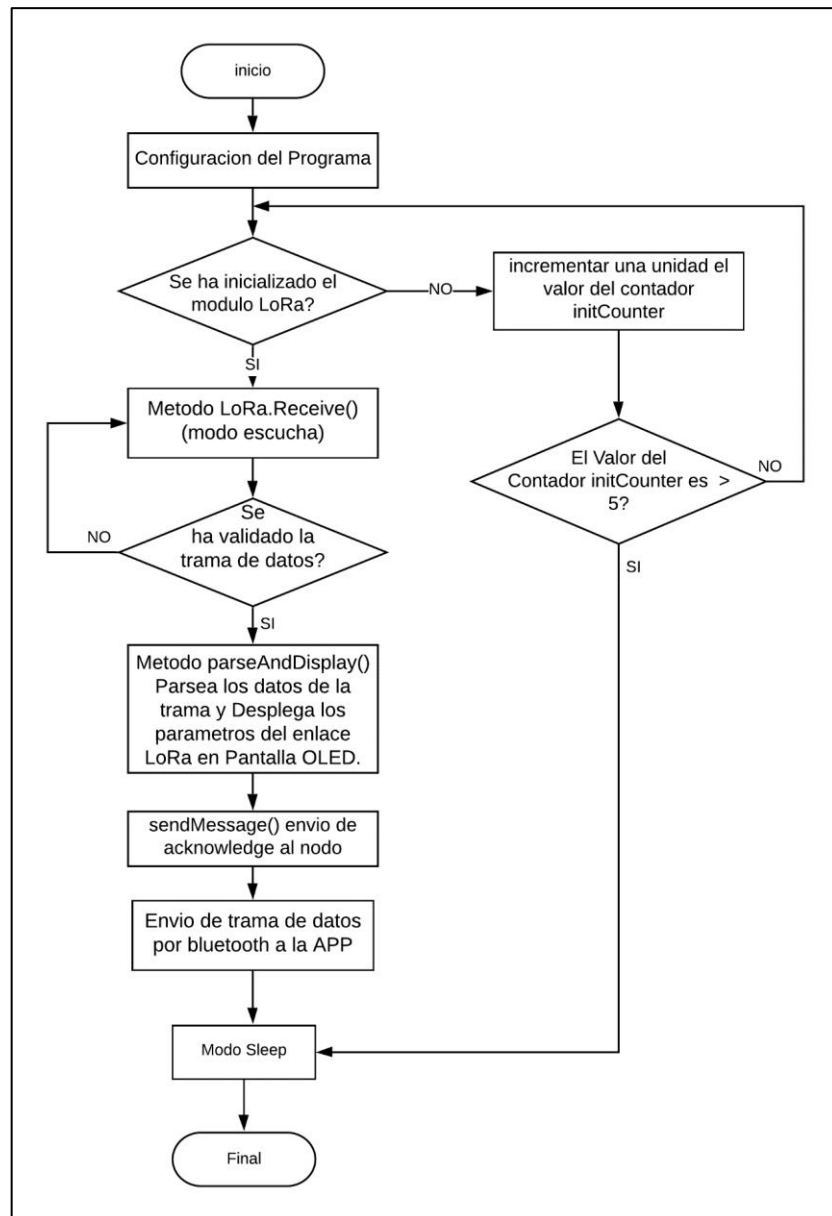 inicio
Configuracion del Programa
Se ha inicializado el
modulo LoRa?
NO
incrementar una unidad el
valor del contador
initCounter
SI
Metodo LoRa.Receive()
(modo escucha)
El Valor del
Contador initCounter es >
5?
NO
SI
Se
ha validado la
trama de datos?
NO
SI
Metodo parseAndDisplay()
Parsea los datos de la
trama y Desplega los
parametros del enlace
LoRa en Pantalla OLED.
sendMessage() envio de
acknowledge al nodo
Envio de trama de datos
por bluetooth a la APP
Modo Sleep
Final